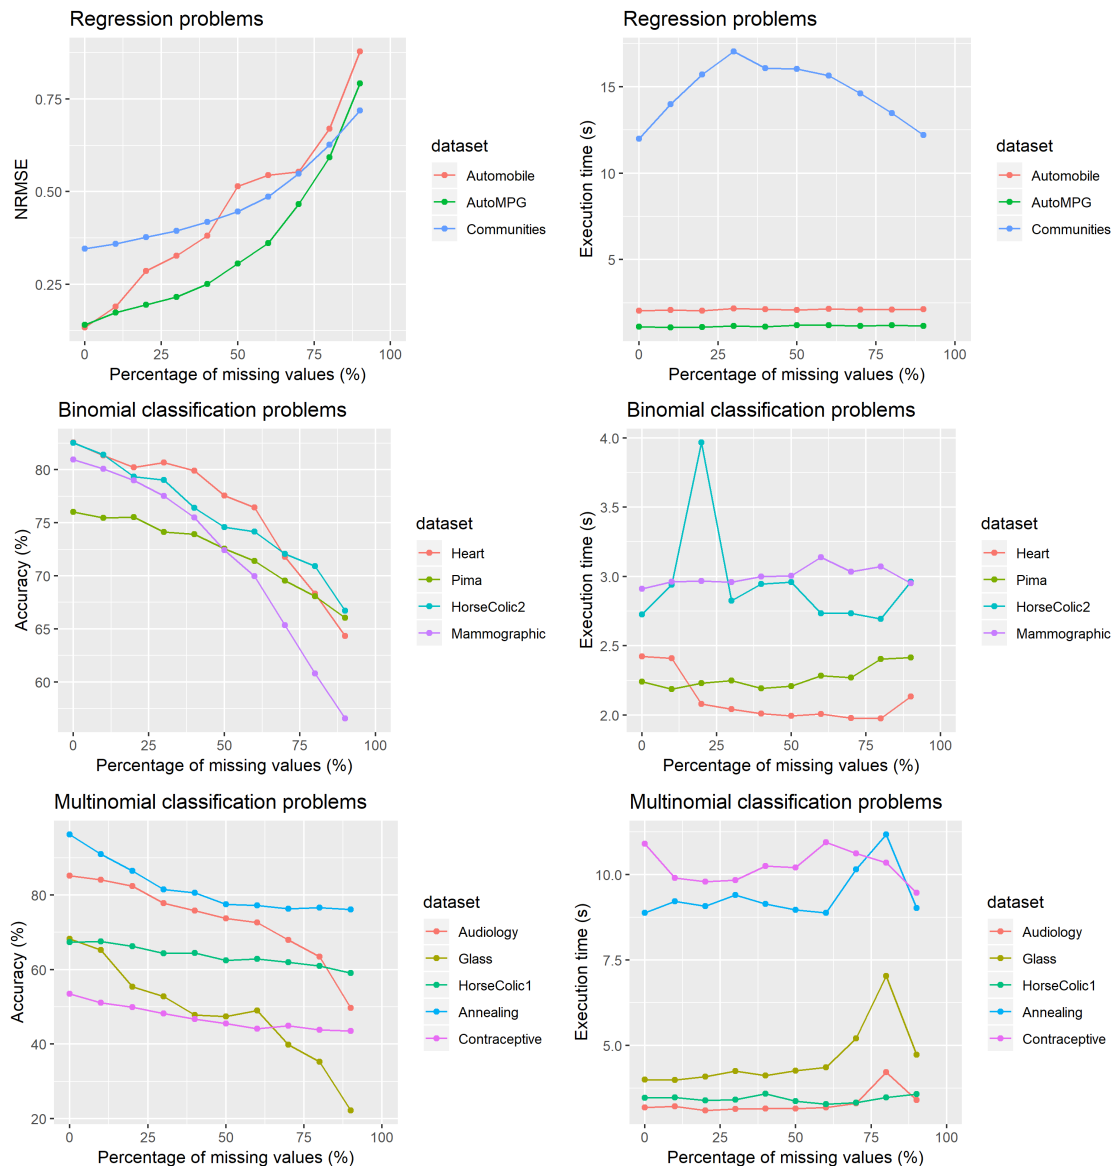 Regression problems
0.75
0.50
0.25
0 25 50 75 100
NRMSE
Percentage of missing values (%)
dataset
Automobile
AutoMPG
Communities
Regression problems
15
10
5
0 25 50 75 100
Execution time (s)
Percentage of missing values (%)
dataset
Automobile
AutoMPG
Communities
Binomial classification problems
80
75
70
65
60
0 25 50 75 100
Accuracy (%)
Percentage of missing values (%)
dataset
Heart
Pima
HorseColic2
Mammographic
Binomial classification problems
4.0
3.5
3.0
2.5
2.0
0 25 50 75 100
Execution time (s)
Percentage of missing values (%)
dataset
Heart
Pima
HorseColic2
Mammographic
Multinomial classification problems
80
60
40
20
0 25 50 75 100
Accuracy (%)
Percentage of missing values (%)
dataset
Audiology
Glass
HorseColic1
Annealing
Contraceptive
Multinomial classification problems
10.0
7.5
5.0
0 25 50 75 100
Execution time (s)
Percentage of missing values (%)
dataset
Audiology
Glass
HorseColic1
Annealing
Contraceptive